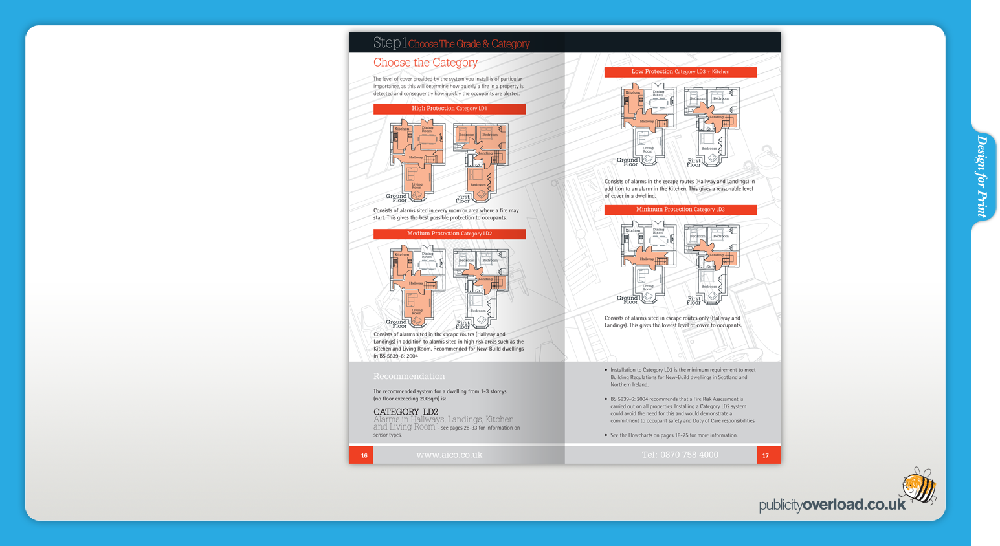 Step1 Choose The Grade & Category
Choose the Category
The level of cover provided by the system you install is of particular
importance, as this will determine how quickly a fire in a property is
detected and consequently how quickly the occupants are alerted.
High Protection Category LD1
Kitchen
Dining
Room
Hallway
Living
Room
Ground
Floor
Bedroom
Bedroom
Landing
Bedroom
First
Floor
Consists of alarms sited in every room or area where a fire may
start. This gives the best possible protection to occupants.
Medium Protection Category LD2
Kitchen
Dining
Room
Hallway
Living
Room
Ground
Floor
Bedroom
Bedroom
Landing
Bedroom
First
Floor
Consists of alarms sited in the escape routes (Hallway and
Landings) in addition to alarms sited in high risk areas such as the
Kitchen and Living Room. Recommended for New-Build dwellings
in BS 5839-6: 2004
Recommendation
The recommended system for a dwelling from 1-3 storeys
(no floor exceeding 200sqm) is:
CATEGORY LD2
Alarms in Hallways, Landings, Kitchen
and Living Room - see pages 28-33 for information on
sensor types.
16
www.aico.co.uk
Low Protection Category LD3 + Kitchen
Kitchen
Dining
Room
Hallway
Living
Room
Ground
Floor
Bedroom
Bedroom
Landing
Bedroom
First
Floor
Consists of alarms in the escape routes (Hallway and Landings) in
addition to an alarm in the Kitchen. This gives a reasonable level
of cover in a dwelling.
Minimum Protection Category LD3
Kitchen
Dining
Room
Hallway
Living
Room
Ground
Floor
Bedroom
Bedroom
Landing
Bedroom
First
Floor
Consists of alarms sited in escape routes only (Hallway and
Landings). This gives the lowest level of cover to occupants.
• Installation to Category LD2 is the minimum requirement to meet
Building Regulations for New-Build dwellings in Scotland and
Northern Ireland.
• BS 5839-6: 2004 recommends that a Fire Risk Assessment is
carried out on all properties. Installing a Category LD2 system
could avoid the need for this and would demonstrate a
commitment to occupant safety and Duty of Care responsibilities.
• See the Flowcharts on pages 18-25 for more information.
Tel: 0870 758 4000
17
Design for Print
publicityoverload.co.uk